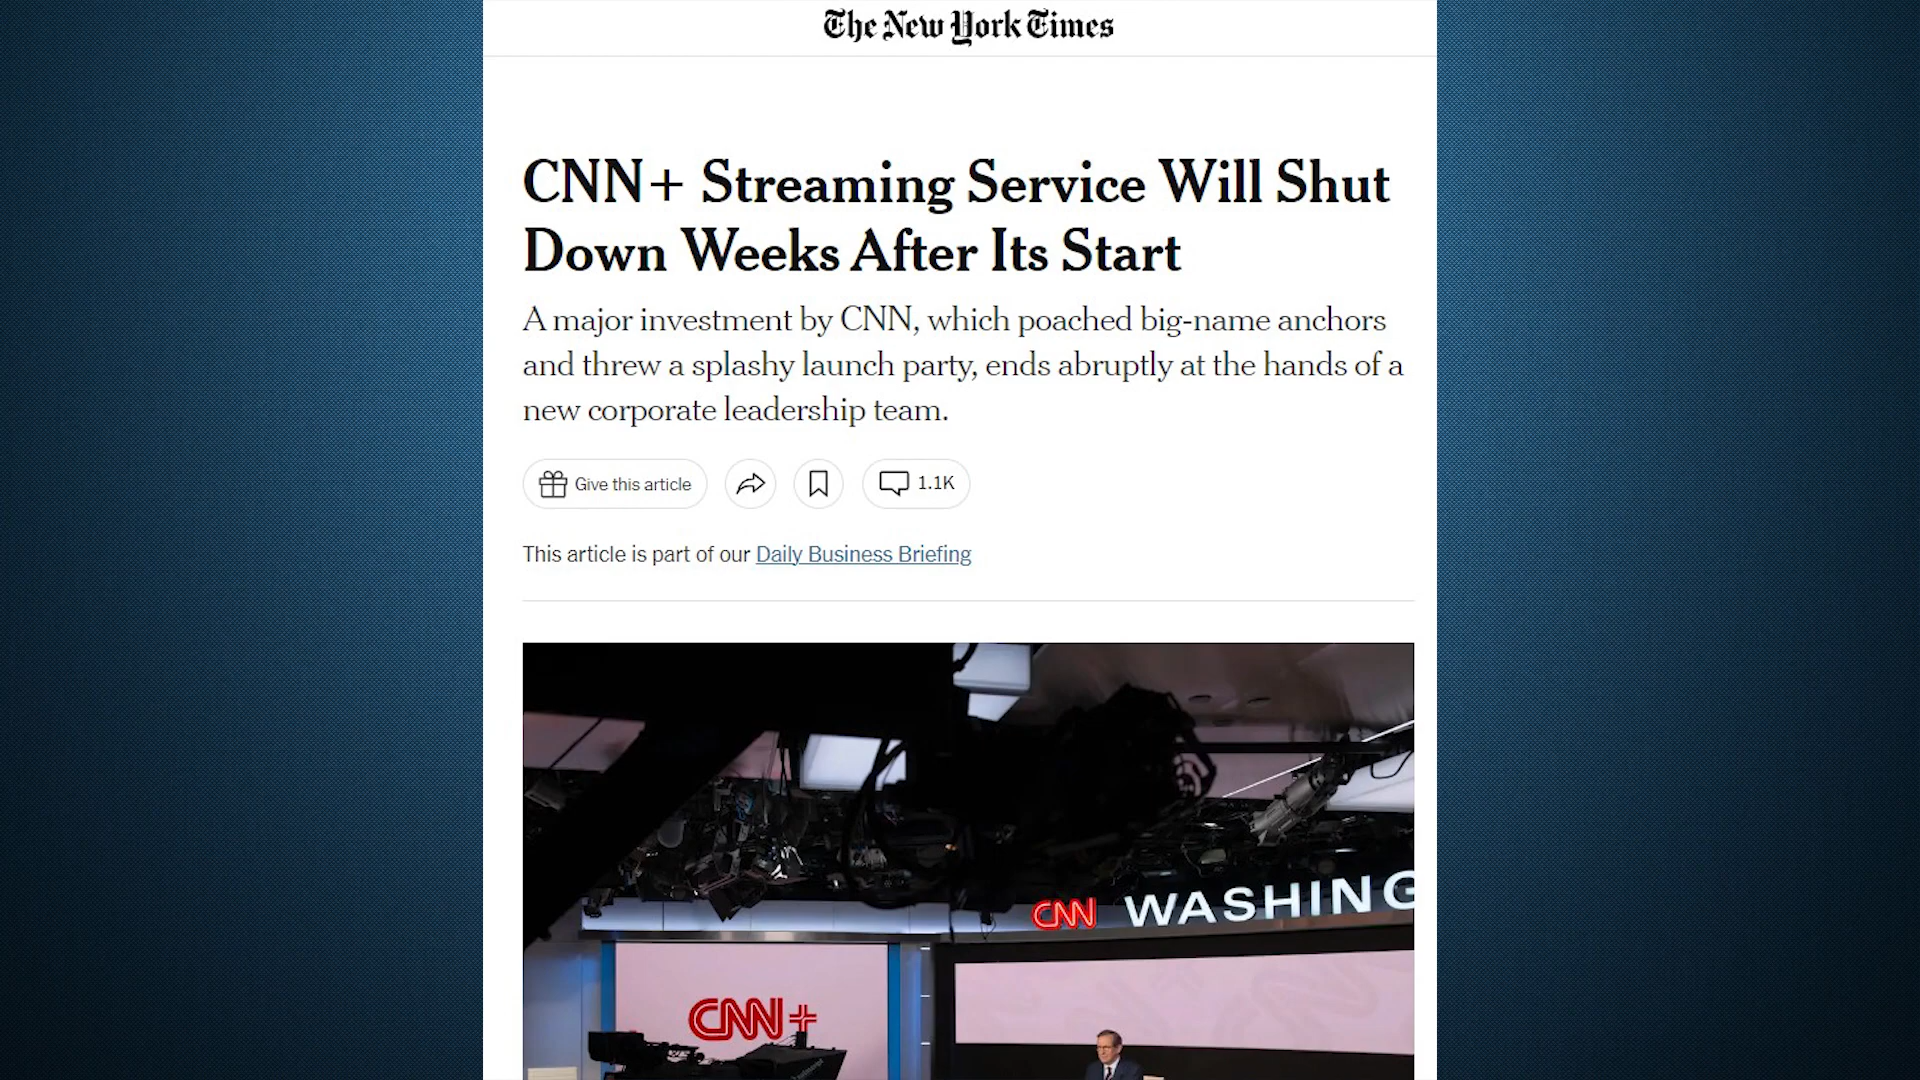 The New York Times
CNN+ Streaming Service Will Shut
Down Weeks After Its Start
A major investment by CNN, which poached big-name anchors
and threw a splashy launch party, ends abruptly at the hands of a
new corporate leadership team.
Give this article
1.1K
This article is part of our Daily Business Briefing
CNN WASHING
CNN+